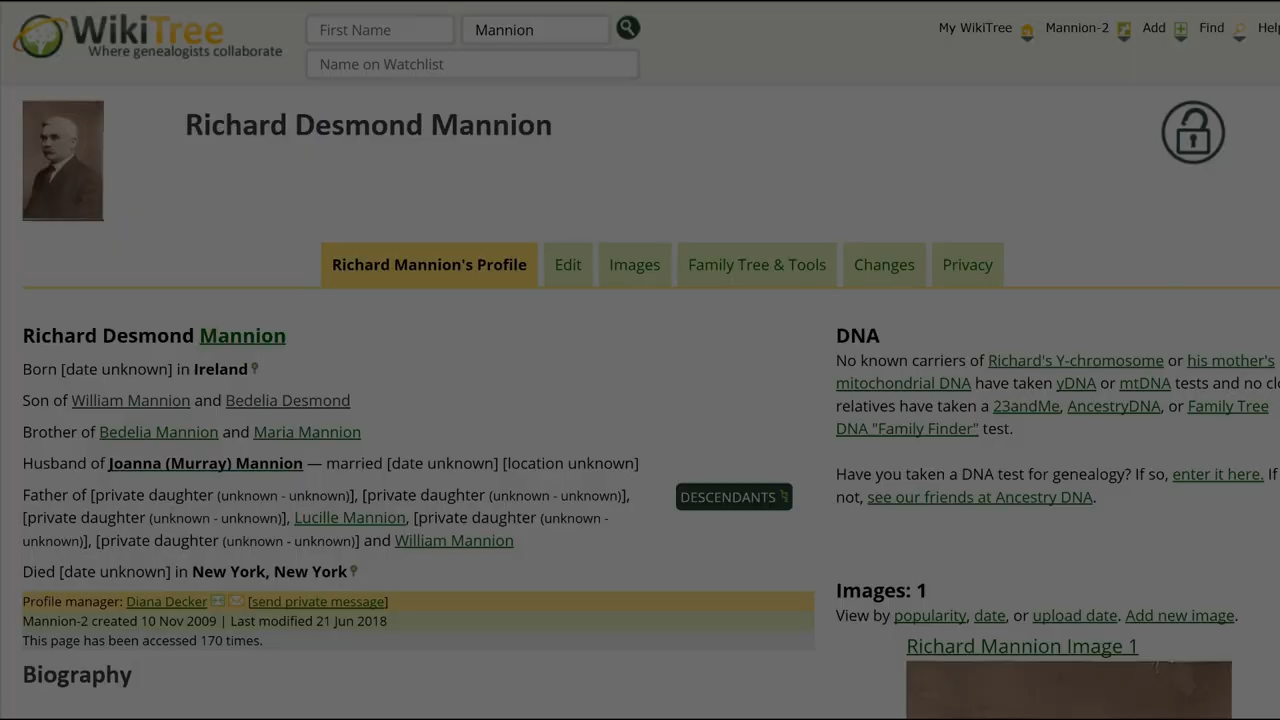 WikiTree
Where genealogists collaborate
First Name
Mannion
Name on Watchlist
My WikiTree
Mannion-2
Add
Find
Help
Richard Desmond Mannion
Richard Mannion's Profile
Edit
Images
Family Tree & Tools
Changes
Privacy
Richard Desmond Mannion
Born [date unknown] in Ireland
Son of William Mannion and Bedelia Desmond
Brother of Bedelia Mannion and Maria Mannion
Husband of Joanna (Murray) Mannion — married [date unknown] [location unknown]
Father of [private daughter (unknown - unknown)], [private daughter (unknown - unknown)],
[private daughter (unknown - unknown)], Lucille Mannion, [private daughter (unknown -
unknown)], [private daughter (unknown - unknown)] and William Mannion
DESCENDANTS
Died [date unknown] in New York, New York
Profile manager: Diana Decker [send private message]
Mannion-2 created 10 Nov 2009 | Last modified 21 Jun 2018
This page has been accessed 170 times.
Biography
DNA
No known carriers of Richard's Y-chromosome or his mother's
mitochondrial DNA have taken yDNA or mtDNA tests and no clo
relatives have taken a 23andMe, AncestryDNA, or Family Tree
DNA "Family Finder" test.
Have you taken a DNA test for genealogy? If so, enter it here. If
not, see our friends at Ancestry DNA.
Images: 1
View by popularity, date, or upload date. Add new image.
Richard Mannion Image 1